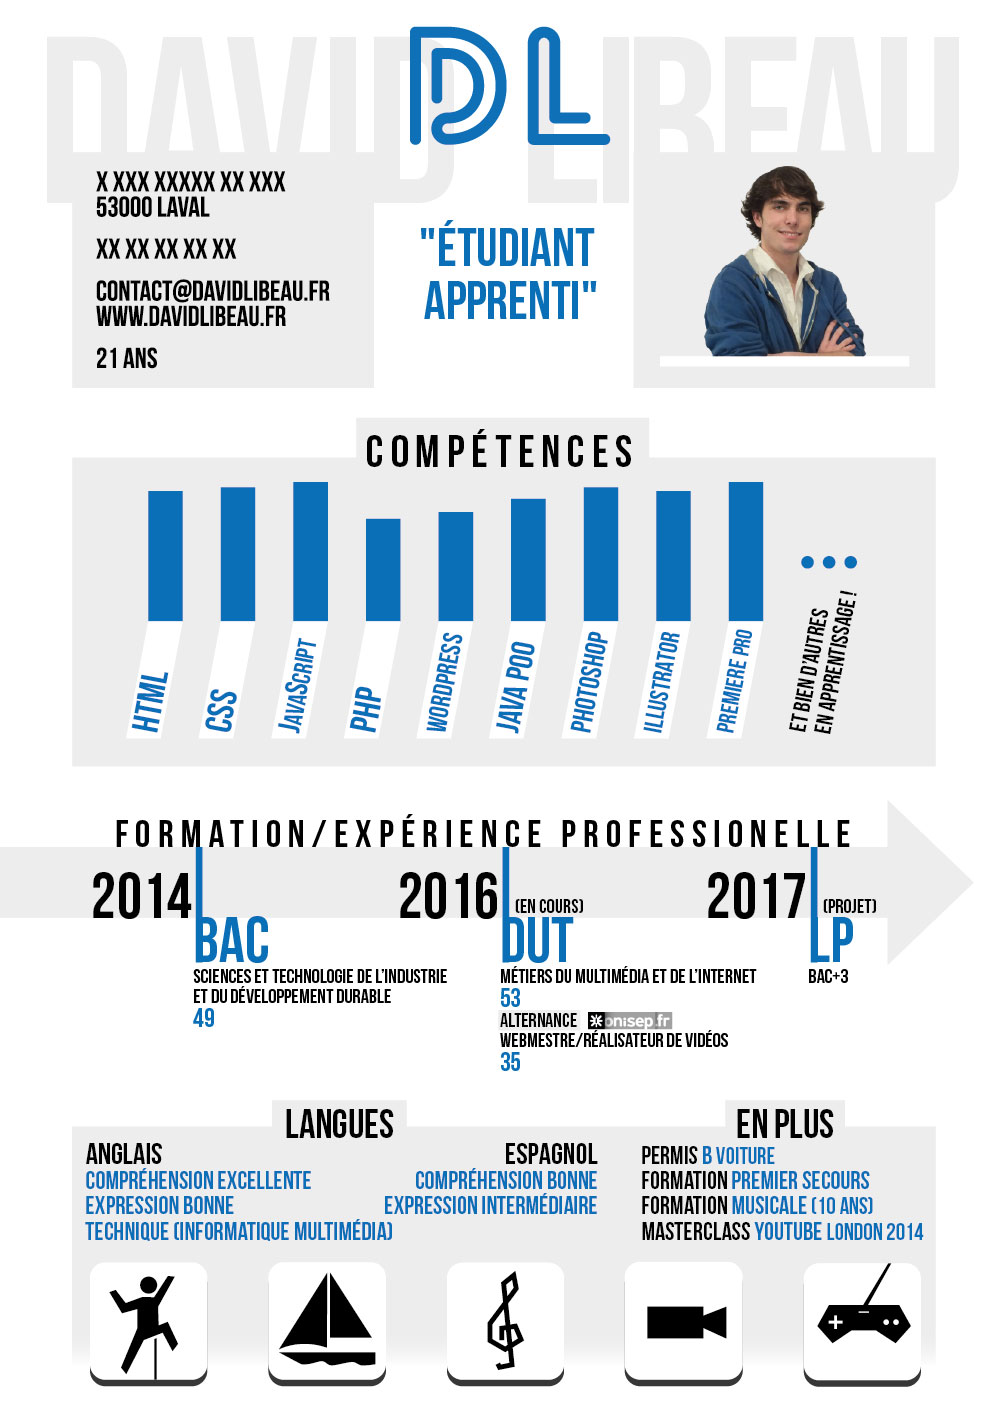 DAVID LIBEAU
DL
X XXX XXXXX XX XXX
53000 LAVAL
XX XX XX XX XX
CONTACT@DAVIDLIBEAU.FR
WWW.DAVIDLIBEAU.FR
21 ANS
"ÉTUDIANT
APPRENTI"
COMPÉTENCES
HTML
CSS
JAVASCRIPT
PHP
WORDPRESS
JAVA POO
PHOTOSHOP
ILLUSTRATOR
PREMIERE PRO
ET BIEN D'AUTRES
EN APPRENTISSAGE !
FORMATION/EXPÉRIENCE PROFESSIONELLE
2014
BAC
SCIENCES ET TECHNOLOGIE DE L'INDUSTRIE
ET DU DÉVELOPPEMENT DURABLE
49
2016 (EN COURS)
DUT
MÉTIERS DU MULTIMÉDIA ET DE L'INTERNET
53
ALTERNANCE onisep.fr
WEBMESTRE/RÉALISATEUR DE VIDÉOS
35
2017 (PROJET)
LP
BAC+3
LANGUES
ANGLAIS
COMPRÉHENSION EXCELLENTE
EXPRESSION BONNE
TECHNIQUE (INFORMATIQUE MULTIMÉDIA)
ESPAGNOL
COMPRÉHENSION BONNE
EXPRESSION INTERMÉDIAIRE
EN PLUS
PERMIS B VOITURE
FORMATION PREMIER SECOURS
FORMATION MUSICALE (10 ANS)
MASTERCLASS YOUTUBE LONDON 2014